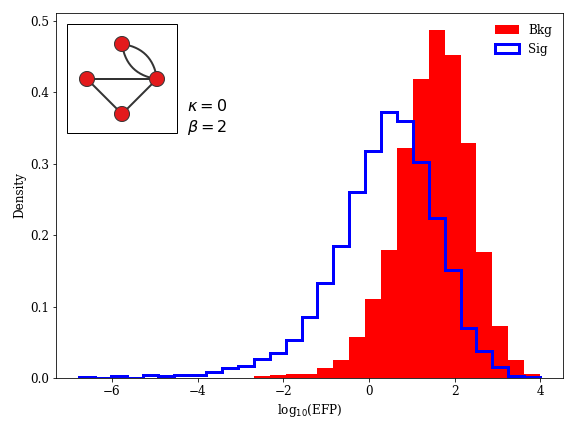 Bkg
Sig
κ = 0
β = 2
Density
0.5
0.4
0.3
0.2
0.1
0.0
−6
−4
−2
0
2
4
log₁₀(EFP)